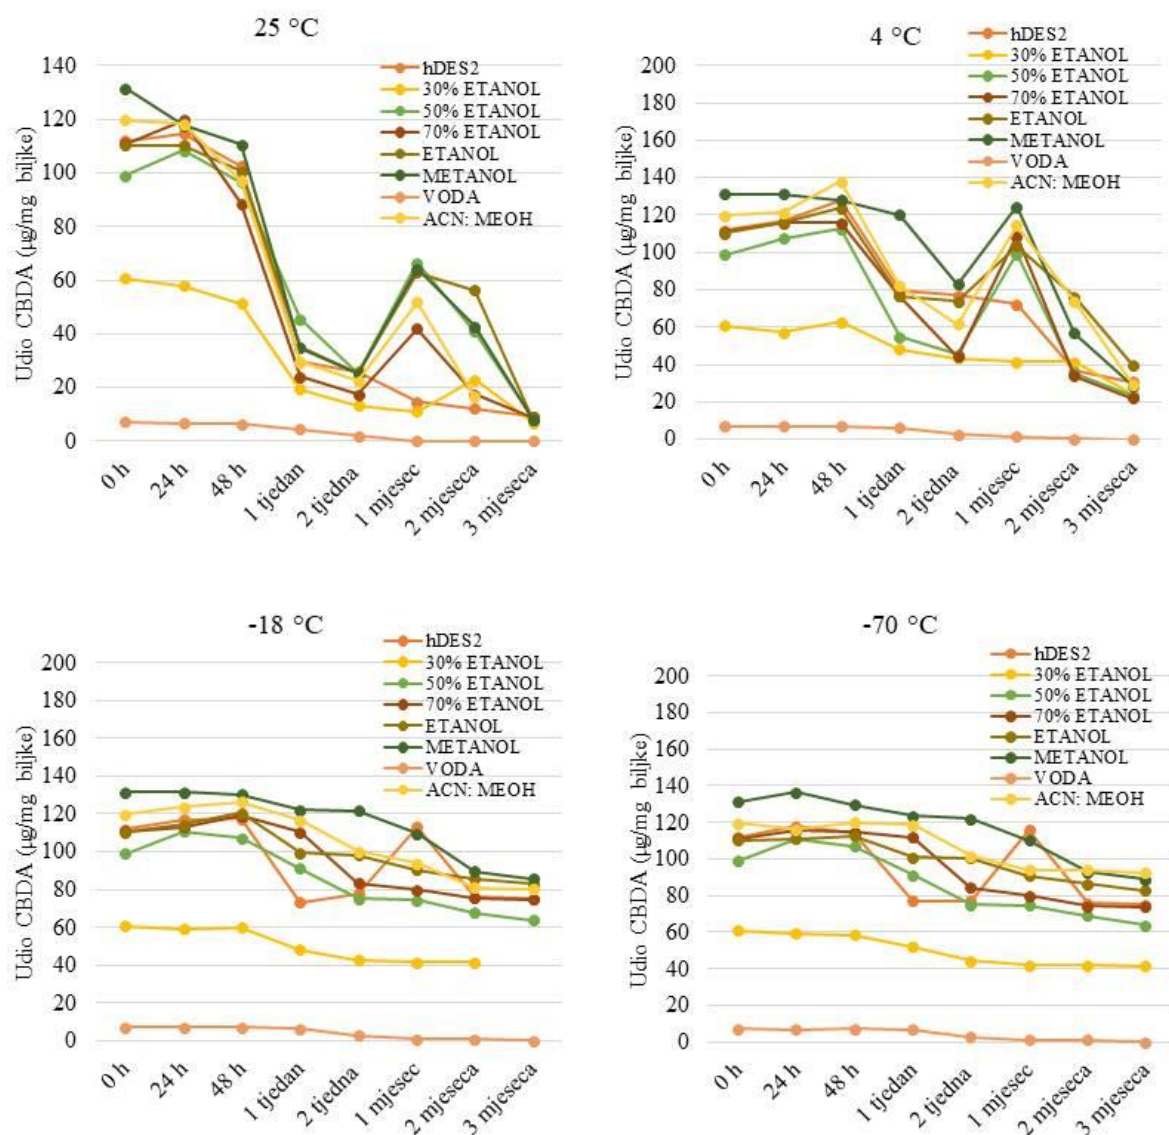 25 °C
140
120
100
80
60
40
20
0
Udio CBDA (µg/mg biljke)
hDES2
30% ETANOL
50% ETANOL
70% ETANOL
ETANOL
METANOL
VODA
ACN: MEOH
0 h
24 h
48 h
1 tjedan
2 tjedna
1 mjesec
2 mjeseca
3 mjeseca
4 °C
200
180
160
140
120
100
80
60
40
20
0
Udio CBDA (µg/mg biljke)
hDES2
30% ETANOL
50% ETANOL
70% ETANOL
ETANOL
METANOL
VODA
ACN: MEOH
0 h
24 h
48 h
1 tjedan
2 tjedna
1 mjesec
2 mjeseca
3 mjeseca
-18 °C
200
180
160
140
120
100
80
60
40
20
0
Udio CBDA (µg/mg biljke)
hDES2
30% ETANOL
50% ETANOL
70% ETANOL
ETANOL
METANOL
VODA
ACN: MEOH
0 h
24 h
48 h
1 tjedan
2 tjedna
1 mjesec
2 mjeseca
3 mjeseca
-70 °C
200
180
160
140
120
100
80
60
40
20
0
Udio CBDA (µg/mg biljke)
hDES2
30% ETANOL
50% ETANOL
70% ETANOL
ETANOL
METANOL
VODA
ACN: MEOH
0 h
24 h
48 h
1 tjedan
2 tjedna
1 mjesec
2 mjeseca
3 mjeseca